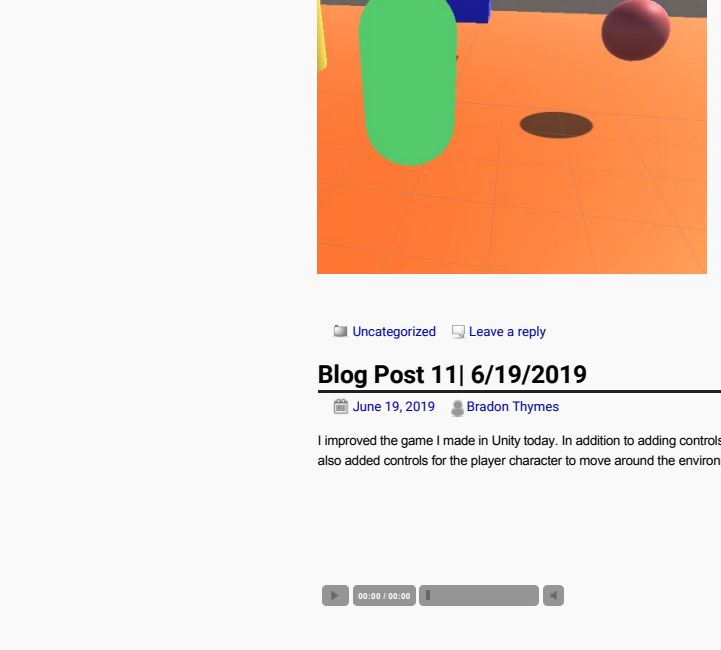 Uncategorized Leave a reply
Blog Post 11| 6/19/2019
June 19, 2019 Bradon Thymes
I improved the game I made in Unity today. In addition to adding controls
also added controls for the player character to move around the environ
00:00 / 00:00